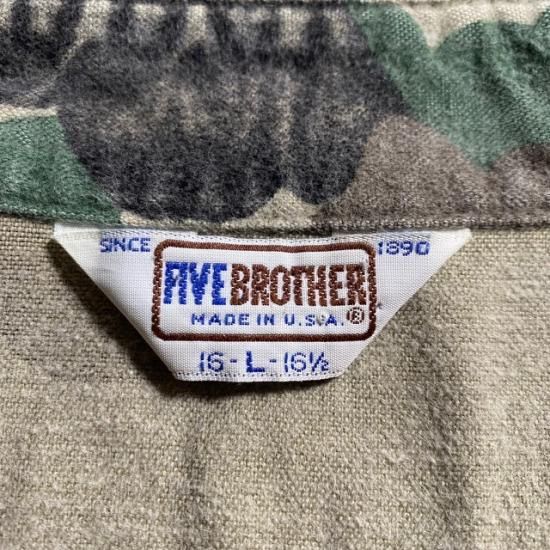 SINCE 1890
FIVE BROTHER
MADE IN U.S.A. ®
16-L-16½